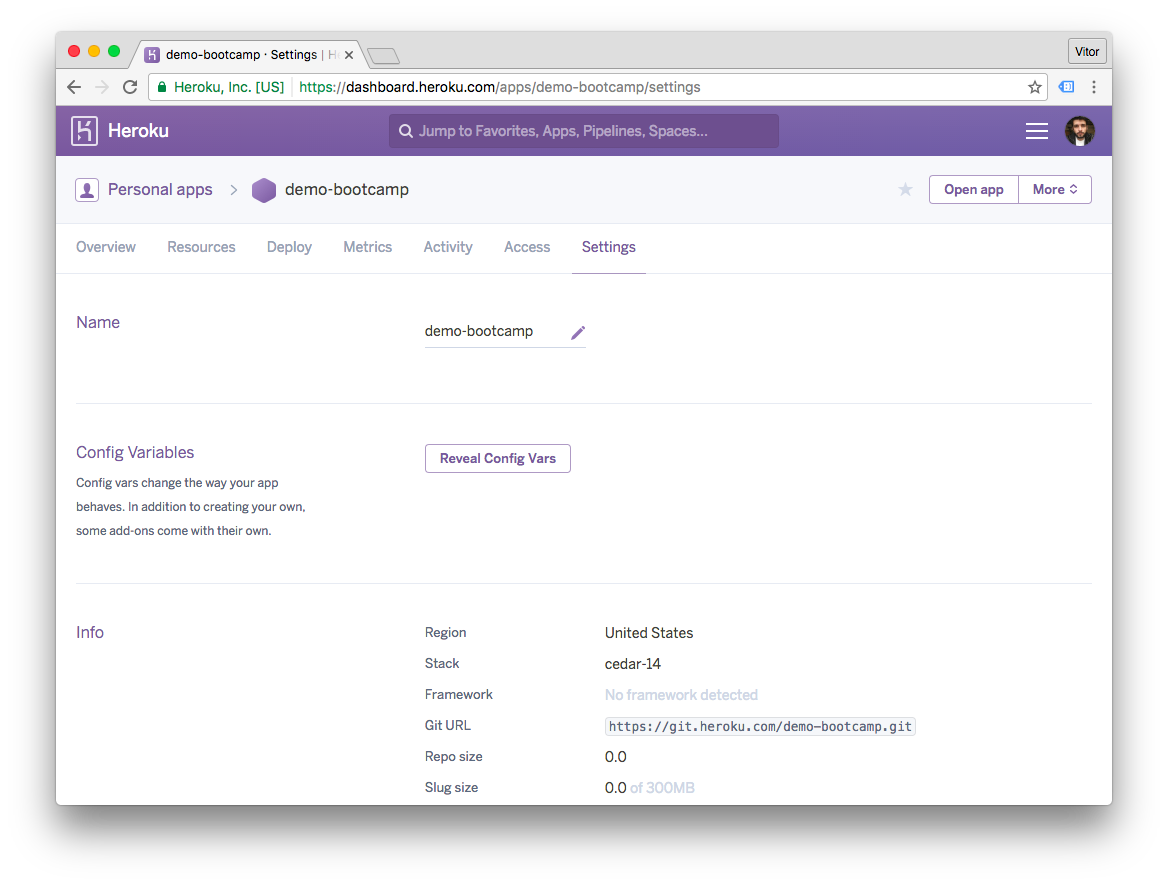 demo-bootcamp · Settings | H
Vitor
Heroku, Inc. [US] https://dashboard.heroku.com/apps/demo-bootcamp/settings
Heroku
Jump to Favorites, Apps, Pipelines, Spaces...
Personal apps > demo-bootcamp
Open app
More
Overview Resources Deploy Metrics Activity Access Settings
Name
demo-bootcamp
Config Variables
Reveal Config Vars
Config vars change the way your app
behaves. In addition to creating your own,
some add-ons come with their own.
Info
Region United States
Stack cedar-14
Framework No framework detected
Git URL https://git.heroku.com/demo-bootcamp.git
Repo size 0.0
Slug size 0.0 of 300MB